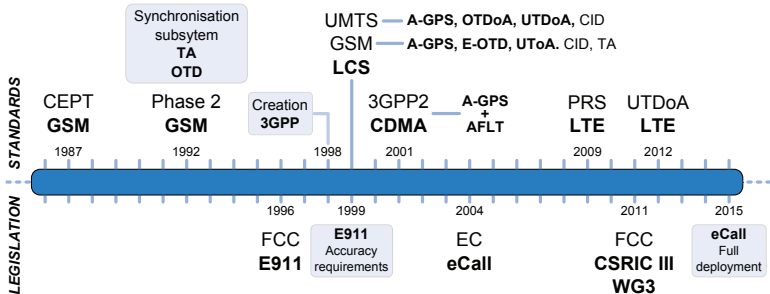 Synchronisation
subsytem
TA
OTD
UMTS A-GPS, OTDoA, UTDoA, CID
GSM A-GPS, E-OTD, UToA. CID, TA
LCS
STANDARDS
CEPT
GSM
1987
Phase 2
GSM
1992
Creation
3GPP
1998
3GPP2
CDMA
2001
A-GPS
+
AFLT
PRS
LTE
2009
UTDoA
LTE
2012
LEGISLATION
1996
FCC
E911
1999
E911
Accuracy
requirements
2004
EC
eCall
2011
FCC
CSRIC III
WG3
2015
eCall
Full
deployment